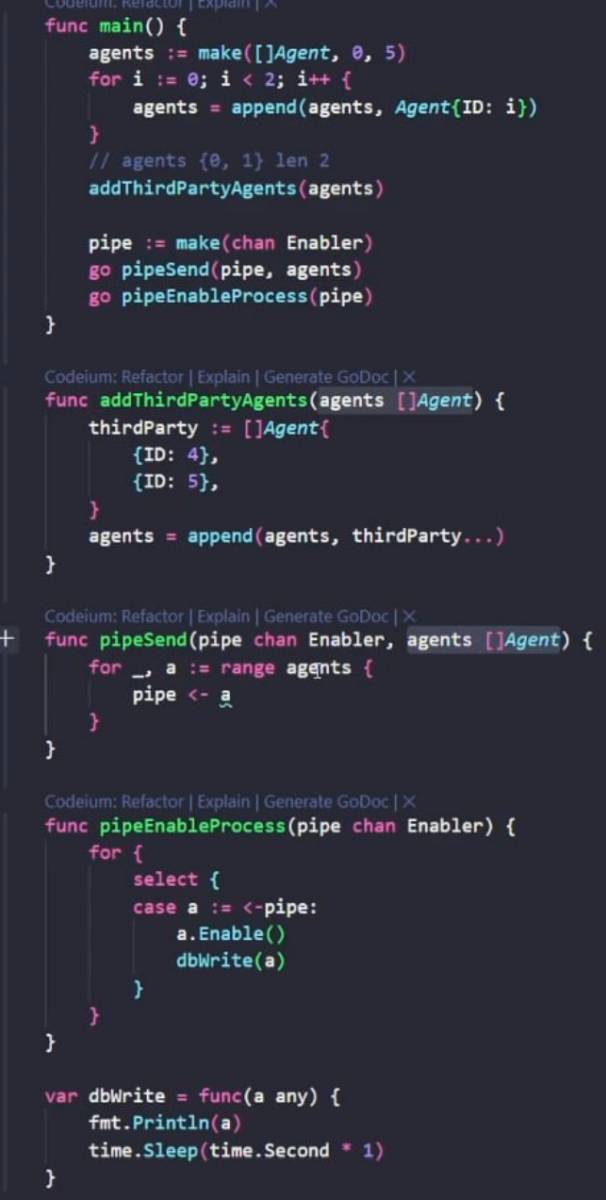 Codeium: Refactor | Explain | ✕
func main() {
    agents := make([]Agent, 0, 5)
    for i := 0; i < 2; i++ {
        agents = append(agents, Agent{ID: i})
    }
    // agents {0, 1} len 2
    addThirdPartyAgents(agents)

    pipe := make(chan Enabler)
    go pipeSend(pipe, agents)
    go pipeEnableProcess(pipe)
}

Codeium: Refactor | Explain | Generate GoDoc | ✕
func addThirdPartyAgents(agents []Agent) {
    thirdParty := []Agent{
        {ID: 4},
        {ID: 5},
    }
    agents = append(agents, thirdParty...)
}

Codeium: Refactor | Explain | Generate GoDoc | ✕
func pipeSend(pipe chan Enabler, agents []Agent) {
    for _, a := range agents {
        pipe <- a
    }
}

Codeium: Refactor | Explain | Generate GoDoc | ✕
func pipeEnableProcess(pipe chan Enabler) {
    for {
        select {
        case a := <-pipe:
            a.Enable()
            dbWrite(a)
        }
    }
}

var dbWrite = func(a any) {
    fmt.Println(a)
    time.Sleep(time.Second * 1)
}